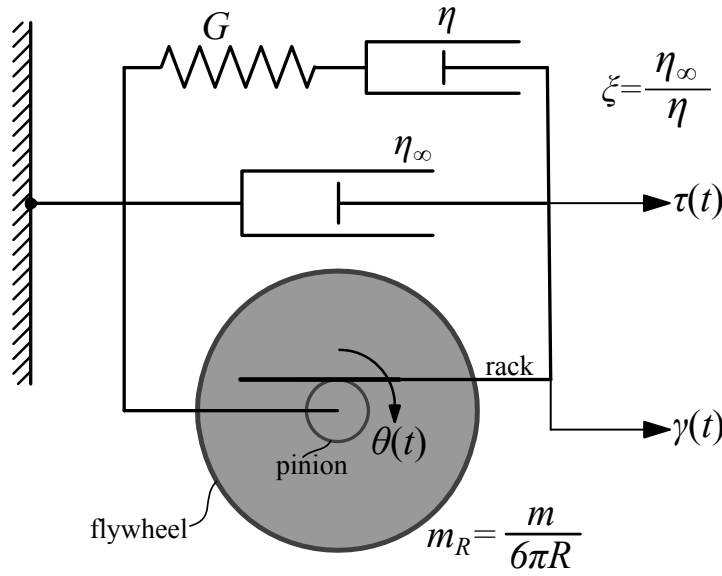 G
η
ξ=η∞/η
η∞
τ(t)
rack
γ(t)
θ(t)
pinion
flywheel
m_R = m/6πR